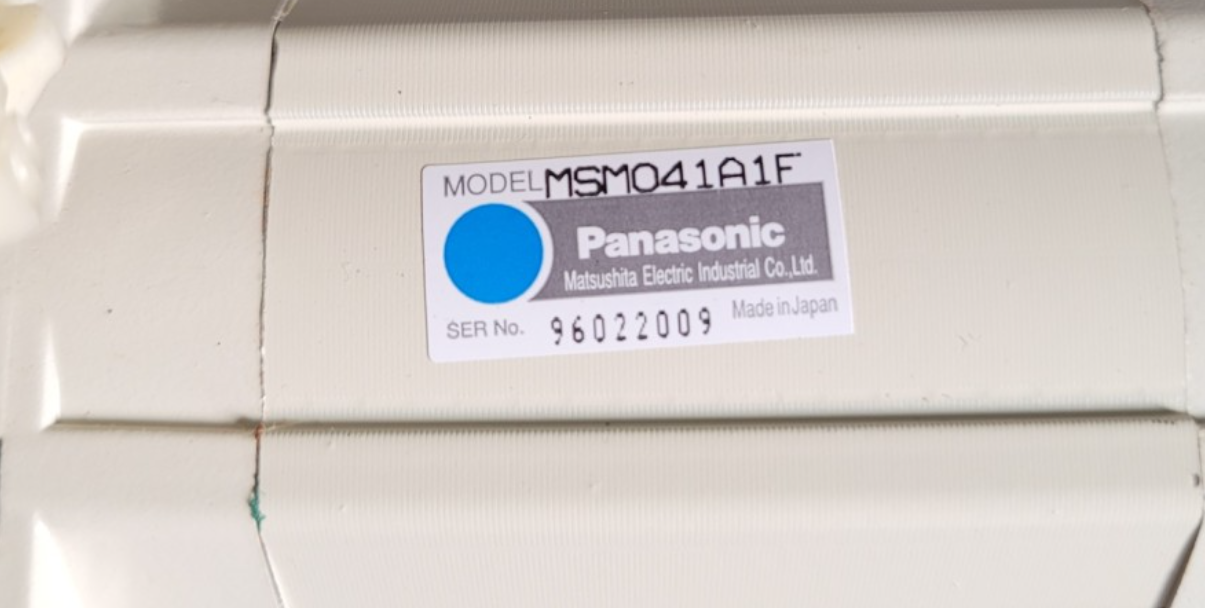 MODEL MSM041A1F
Panasonic
Matsushita Electric Industrial Co.,Ltd.
SER No. 96022009 Made in Japan